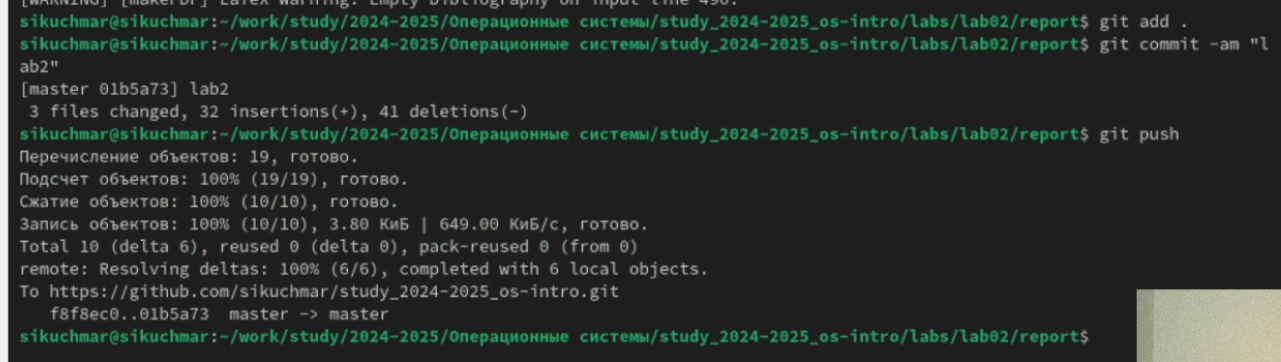 [WARNING] [makePDF] LaTeX Warning: Empty bibliography on input line 490.
sikuchmar@sikuchmar:~/work/study/2024-2025/Операционные системы/study_2024-2025_os-intro/labs/lab02/report$ git add .
sikuchmar@sikuchmar:~/work/study/2024-2025/Операционные системы/study_2024-2025_os-intro/labs/lab02/report$ git commit -am "l
ab2"
[master 01b5a73] lab2
 3 files changed, 32 insertions(+), 41 deletions(-)
sikuchmar@sikuchmar:~/work/study/2024-2025/Операционные системы/study_2024-2025_os-intro/labs/lab02/report$ git push
Перечисление объектов: 19, готово.
Подсчет объектов: 100% (19/19), готово.
Сжатие объектов: 100% (10/10), готово.
Запись объектов: 100% (10/10), 3.80 КиБ | 649.00 КиБ/с, готово.
Total 10 (delta 6), reused 0 (delta 0), pack-reused 0 (from 0)
remote: Resolving deltas: 100% (6/6), completed with 6 local objects.
To https://github.com/sikuchmar/study_2024-2025_os-intro.git
   f8f8ec0..01b5a73  master -> master
sikuchmar@sikuchmar:~/work/study/2024-2025/Операционные системы/study_2024-2025_os-intro/labs/lab02/report$